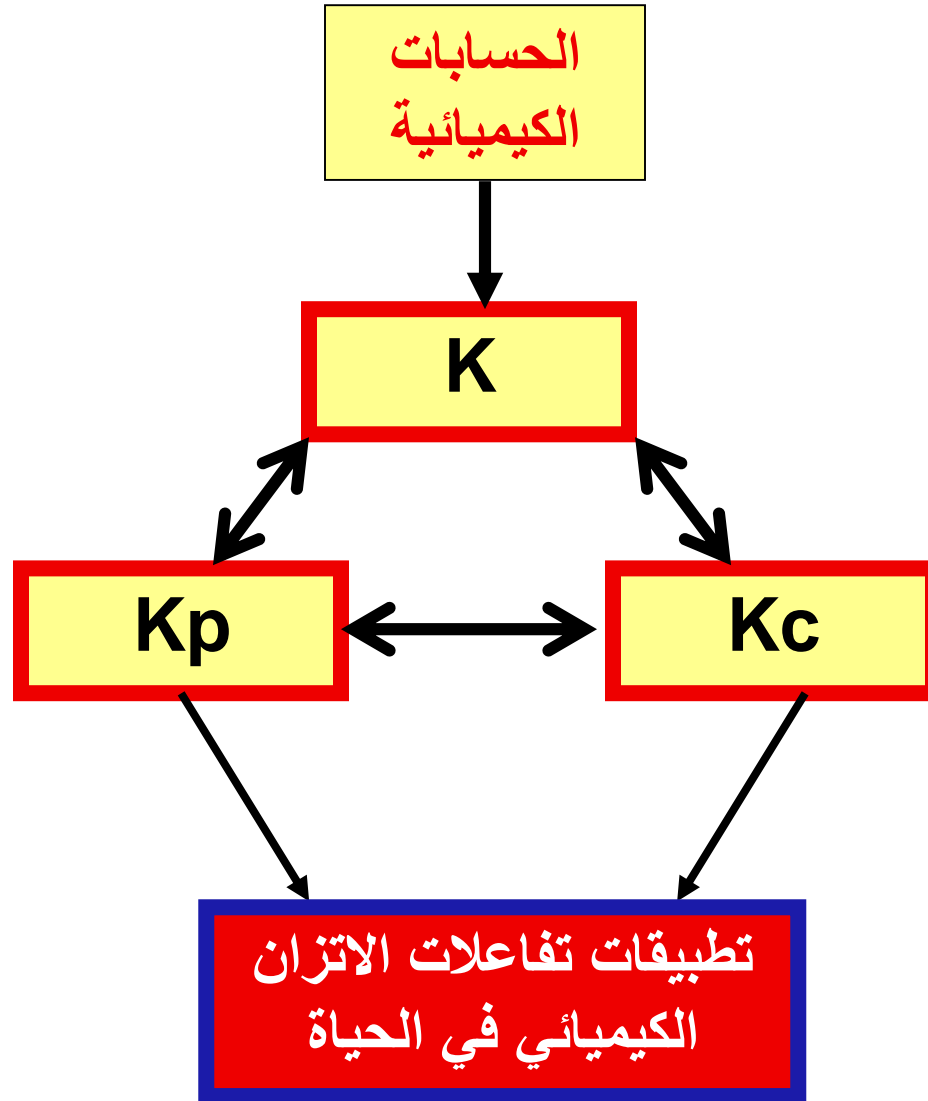 الحسابات
الكيميائية
K
Kp
Kc
تطبيقات تفاعلات الاتزان
الكيميائي في الحياة